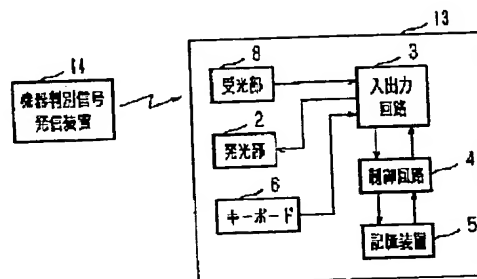 13
14
機器判別信号
発信装置
8
受光部
3
入出力
回路
2
発光部
6
キーボード
制御回路
4
記憶装置
5